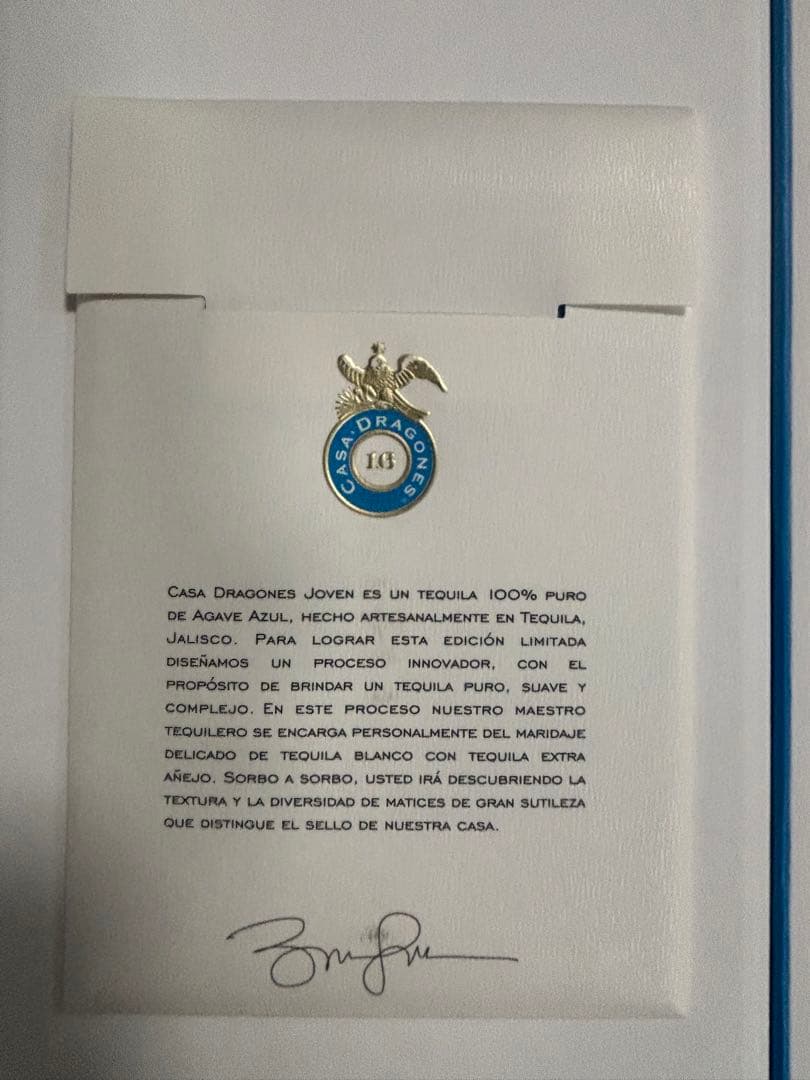 CASA DRAGONES
16
CASA DRAGONES JOVEN ES UN TEQUILA 100% PURO
DE AGAVE AZUL, HECHO ARTESANALMENTE EN TEQUILA,
JALISCO. PARA LOGRAR ESTA EDICIÓN LIMITADA
DISEÑAMOS UN PROCESO INNOVADOR, CON EL
PROPÓSITO DE BRINDAR UN TEQUILA PURO, SUAVE Y
COMPLEJO. EN ESTE PROCESO NUESTRO MAESTRO
TEQUILERO SE ENCARGA PERSONALMENTE DEL MARIDAJE
DELICADO DE TEQUILA BLANCO CON TEQUILA EXTRA
AÑEJO. SORBO A SORBO, USTED IRÁ DESCUBRIENDO LA
TEXTURA Y LA DIVERSIDAD DE MATICES DE GRAN SUTILEZA
QUE DISTINGUE EL SELLO DE NUESTRA CASA.